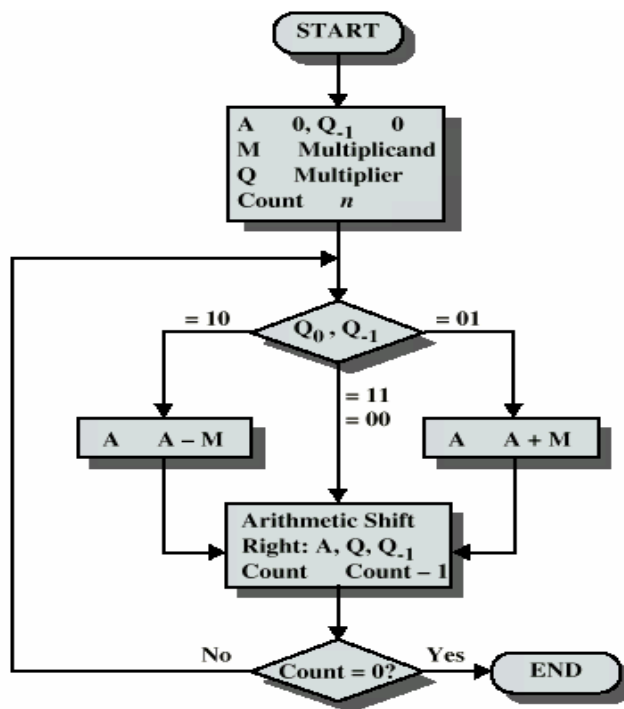 START
A 0, Q-1 0
M Multiplicand
Q Multiplier
Count n
= 10
Q0 , Q-1
= 01
= 11
= 00
A A – M
A A + M
Arithmetic Shift
Right: A, Q, Q-1
Count Count – 1
No
Count = 0?
Yes
END